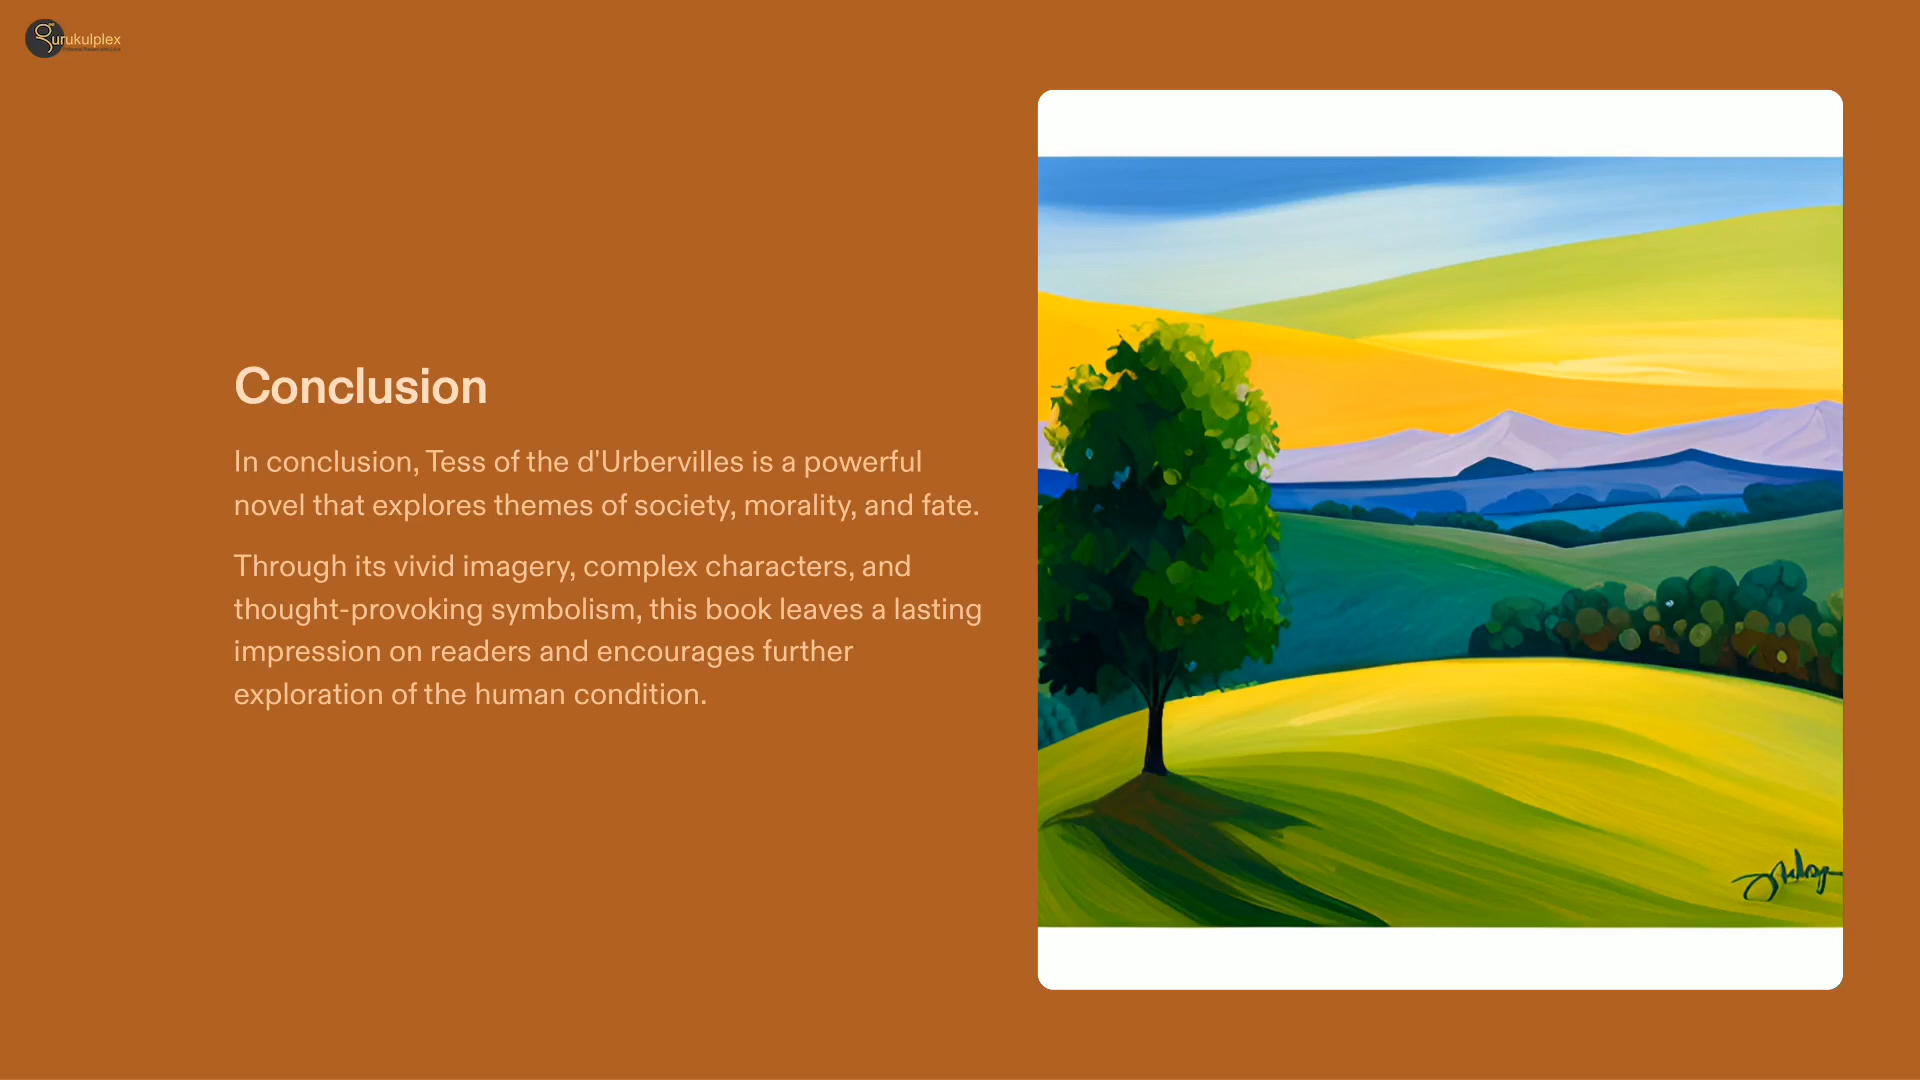 gurukulplex
Conclusion
In conclusion, Tess of the d'Urbervilles is a powerful
novel that explores themes of society, morality, and fate.
Through its vivid imagery, complex characters, and
thought-provoking symbolism, this book leaves a lasting
impression on readers and encourages further
exploration of the human condition.